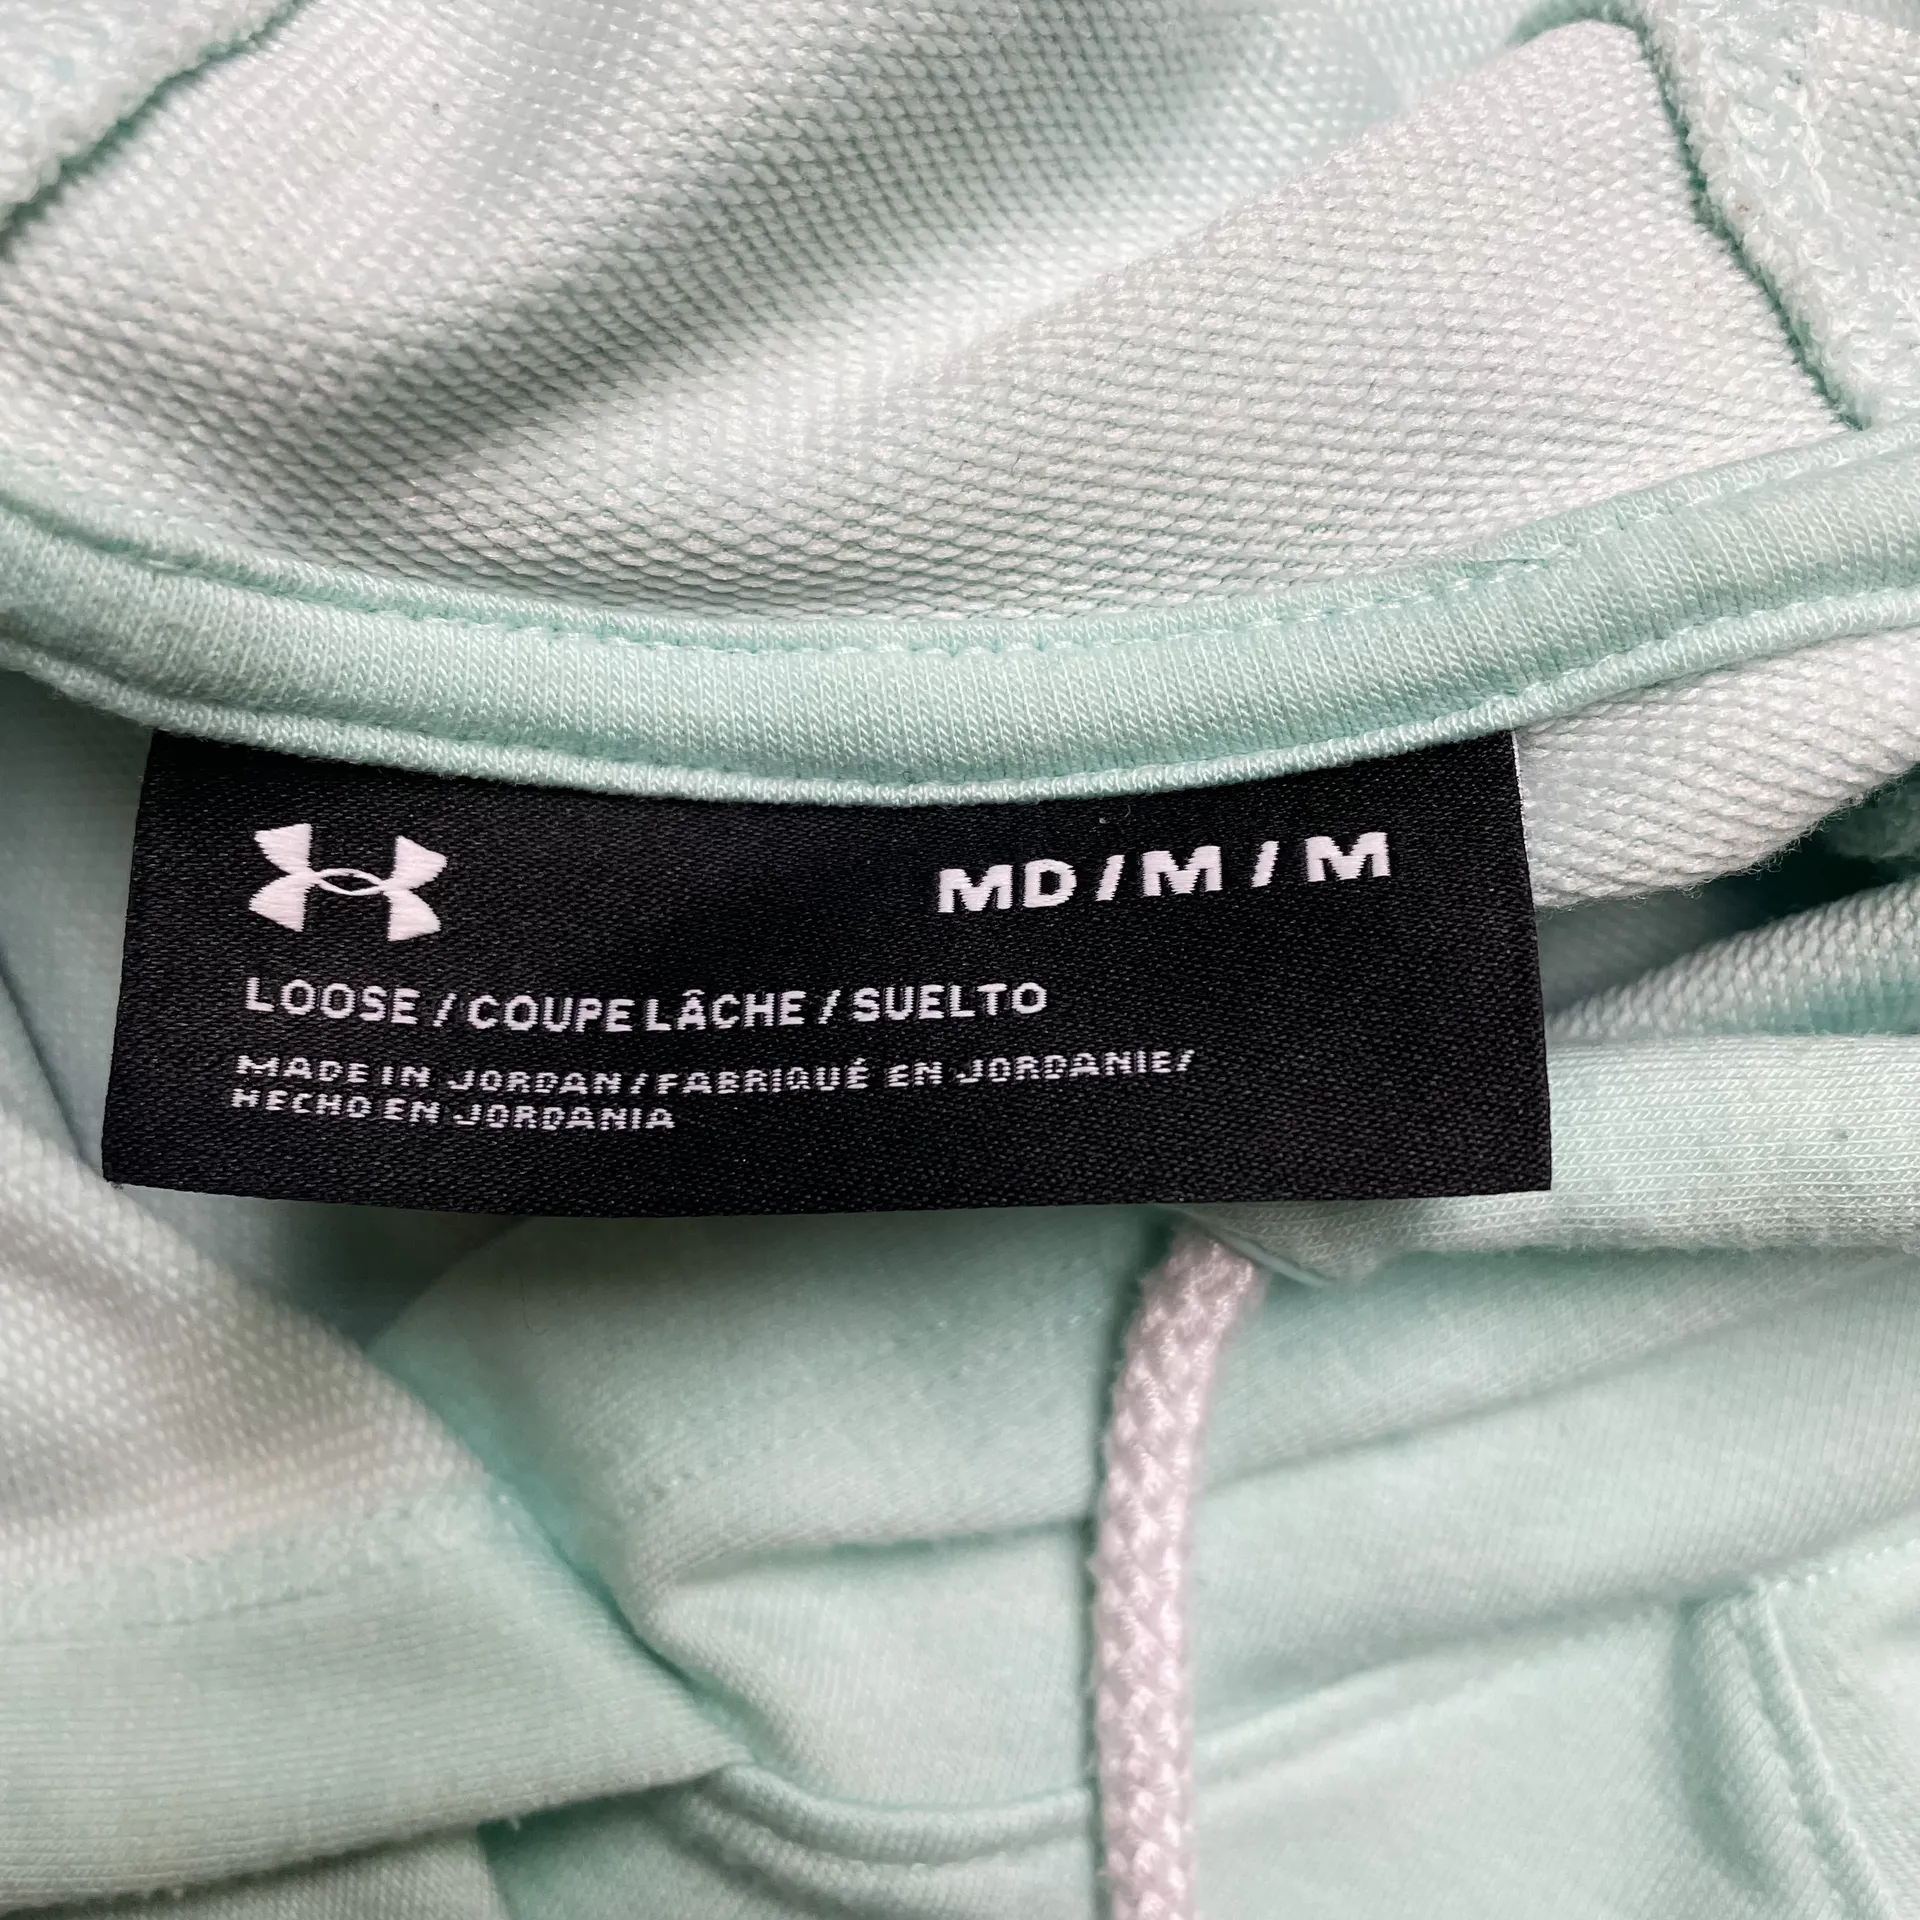 MD / M / M
LOOSE / COUPE LÂCHE / SUELTO
MADE IN JORDAN / FABRIQUÉ EN JORDANIE/
HECHO EN JORDANIA